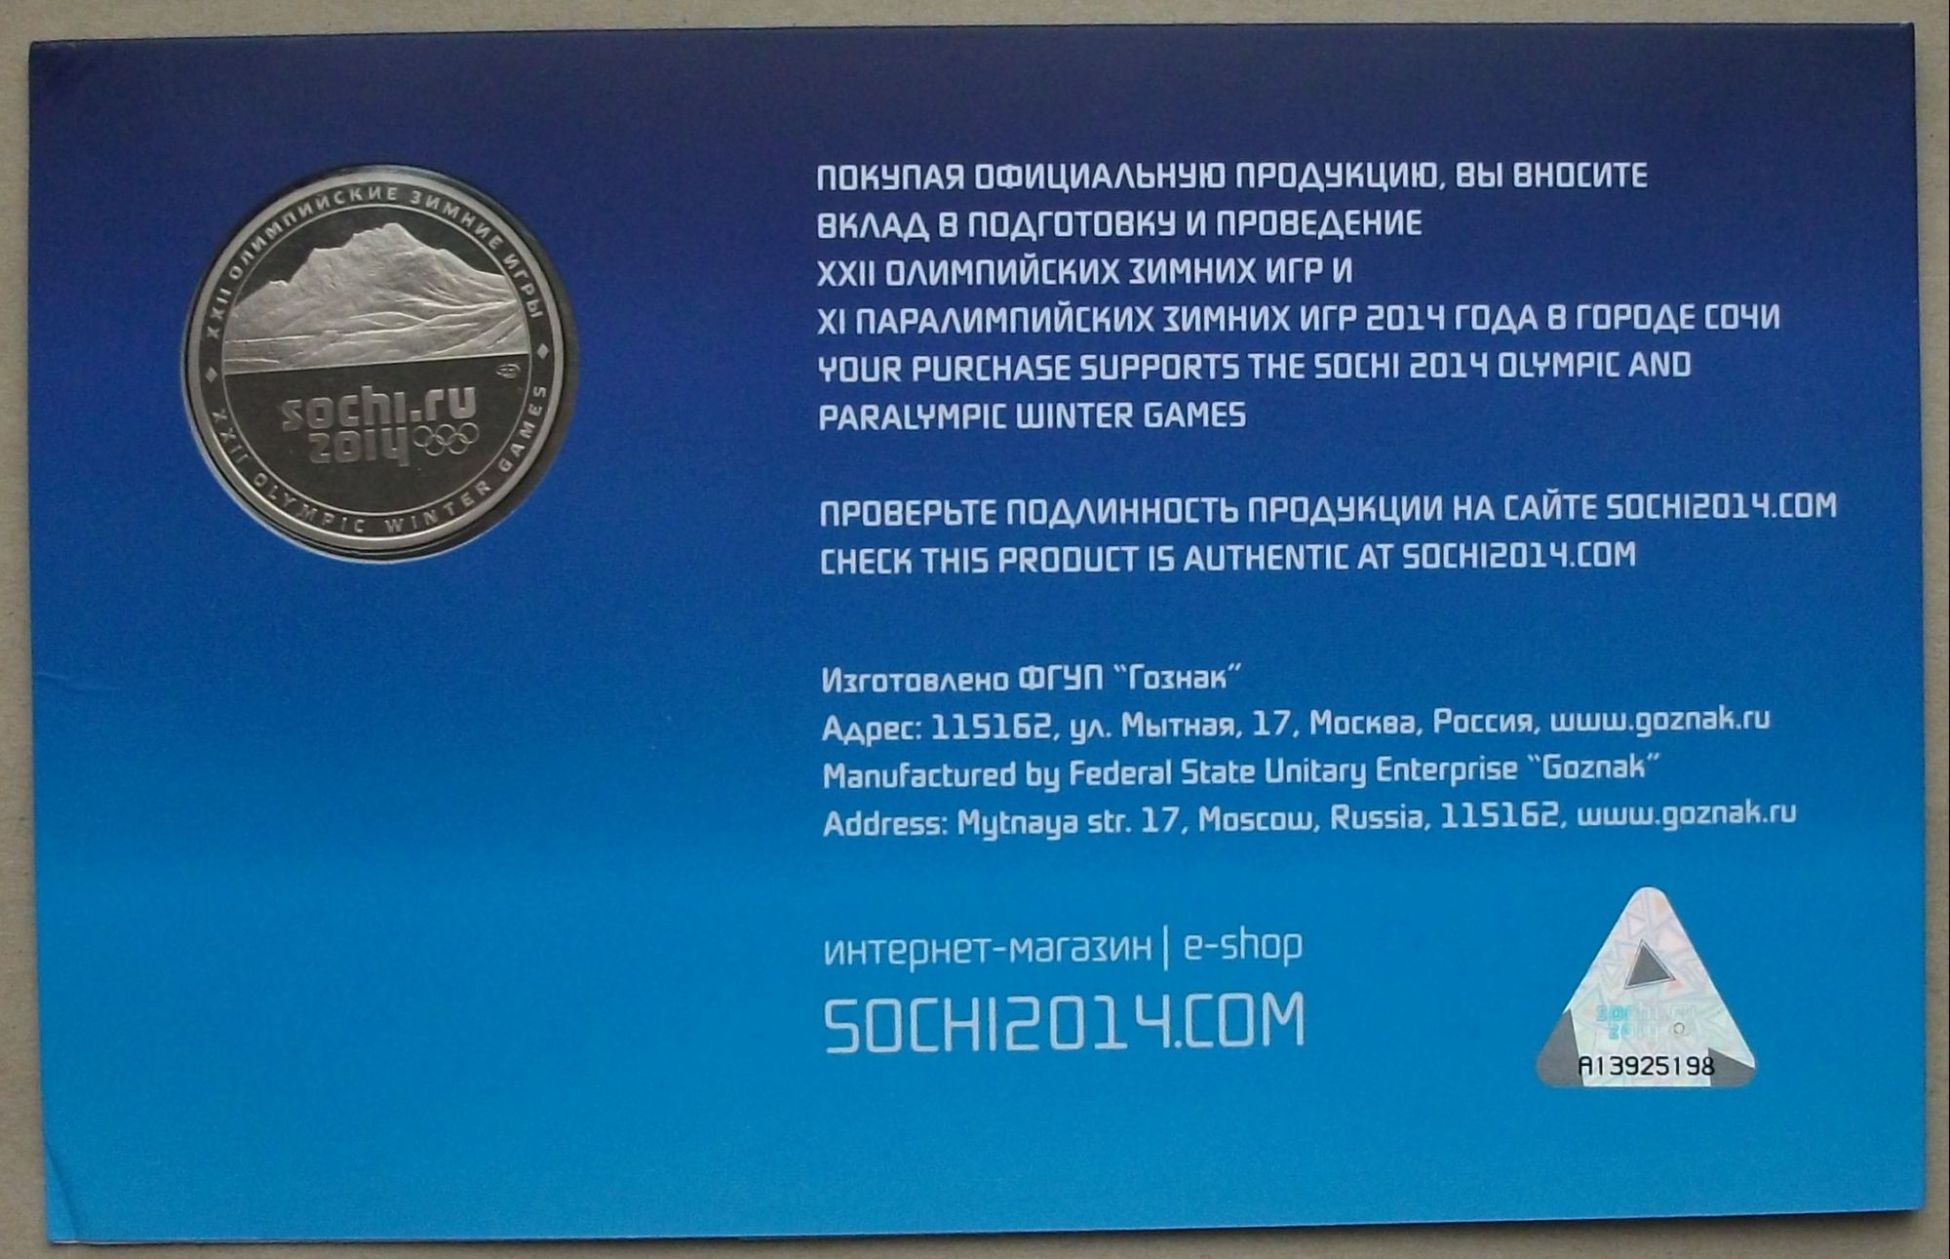 XXII ОЛИМПИЙСКИЕ ЗИМНИЕ ИГРЫ
sochi.ru
2014
XXII OLYMPIC WINTER GAMES
ПОКУПАЯ ОФИЦИАЛЬНУЮ ПРОДУКЦИЮ, ВЫ ВНОСИТЕ
ВКЛАД В ПОДГОТОВКУ И ПРОВЕДЕНИЕ
XXII ОЛИМПИЙСКИХ ЗИМНИХ ИГР И
XI ПАРАЛИМПИЙСКИХ ЗИМНИХ ИГР 2014 ГОДА В ГОРОДЕ СОЧИ
YOUR PURCHASE SUPPORTS THE SOCHI 2014 OLYMPIC AND
PARALYMPIC WINTER GAMES
ПРОВЕРЬТЕ ПОДЛИННОСТЬ ПРОДУКЦИИ НА САЙТЕ SOCHI2014.COM
CHECK THIS PRODUCT IS AUTHENTIC AT SOCHI2014.COM
Изготовлено ФГУП “Гознак”
Адрес: 115162, ул. Мытная, 17, Москва, Россия, www.goznak.ru
Manufactured by Federal State Unitary Enterprise “Goznak”
Address: Mytnaya str. 17, Moscow, Russia, 115162, www.goznak.ru
интернет-магазин | e-shop
SOCHI2014.COM
A13925198